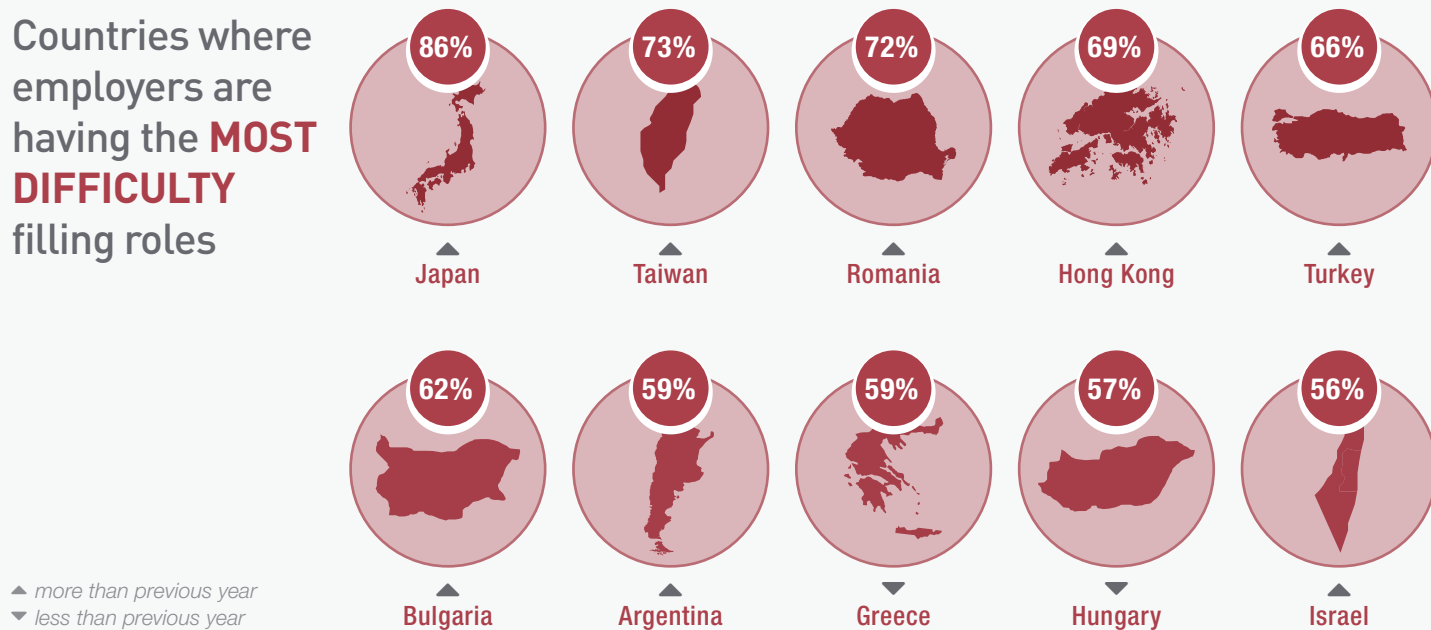 Countries where
employers are
having the MOST
DIFFICULTY
filling roles
86%
73%
72%
69%
66%
Japan
Taiwan
Romania
Hong Kong
Turkey
62%
59%
59%
57%
56%
Bulgaria
Argentina
Greece
Hungary
Israel
▲ more than previous year
▼ less than previous year